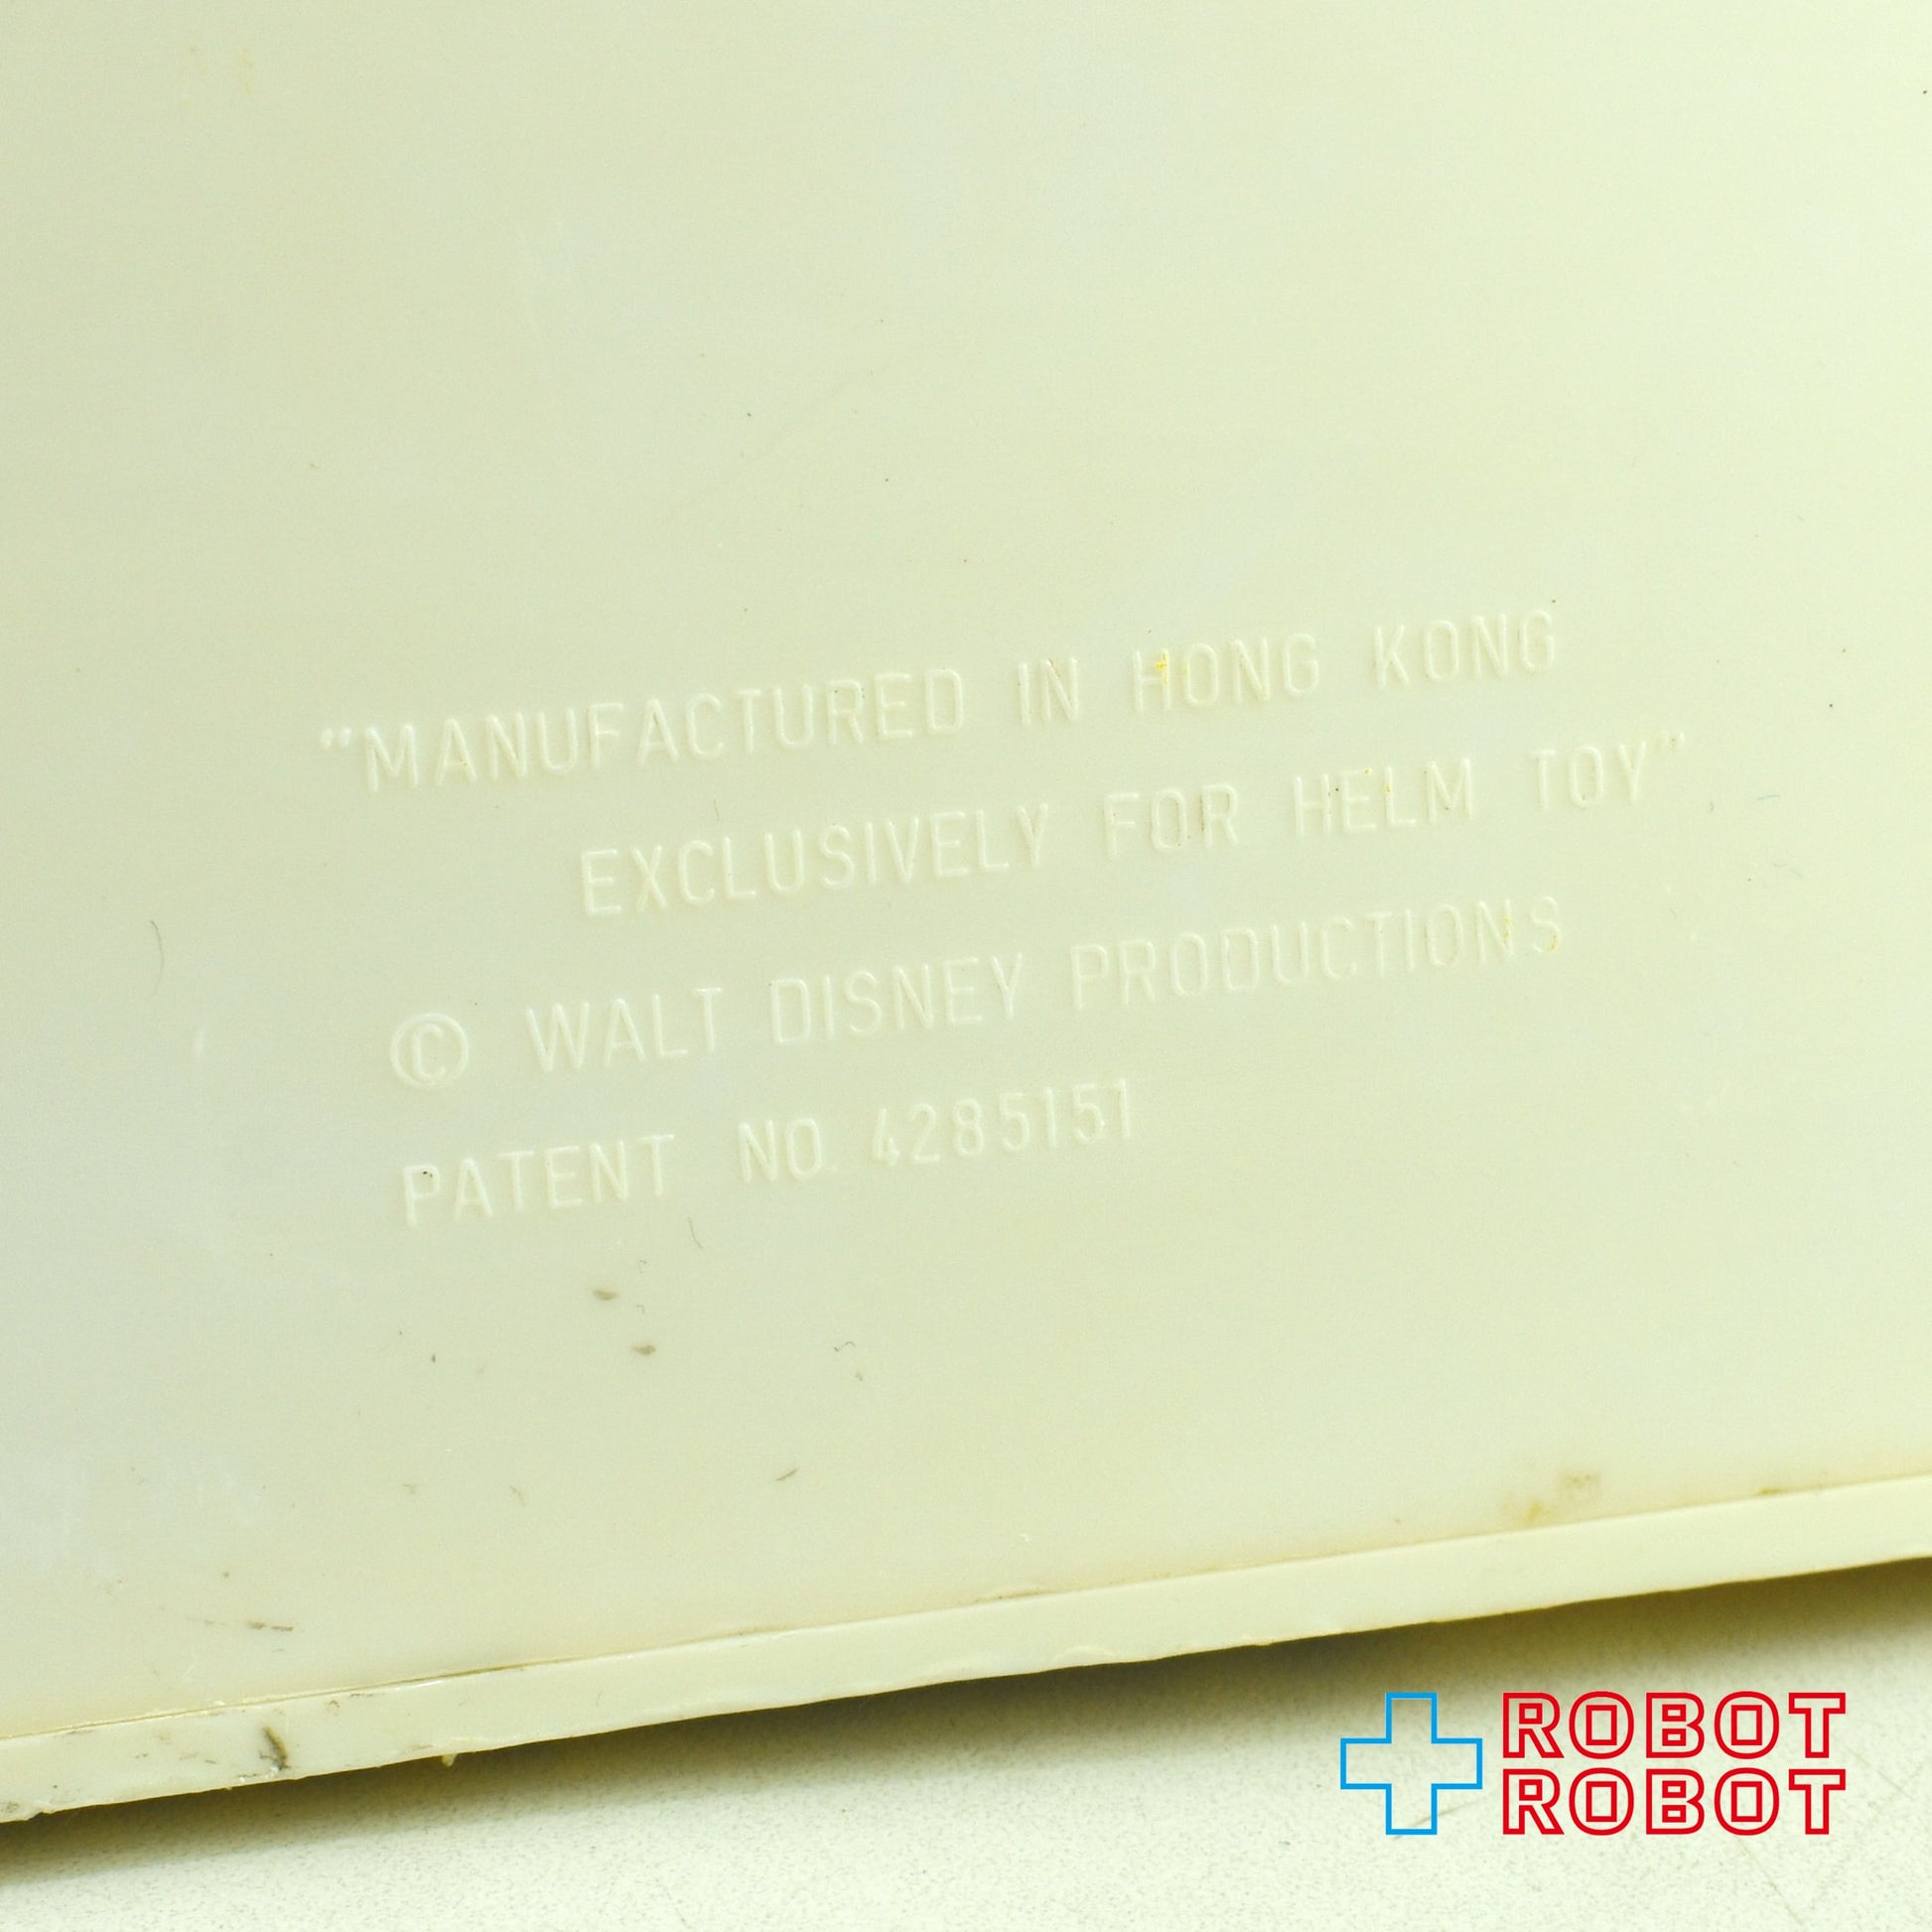 "MANUFACTURED IN HONG KONG
EXCLUSIVELY FOR HELM TOY"
© WALT DISNEY PRODUCTIONS
PATENT NO. 4285151
ROBOT
ROBOT